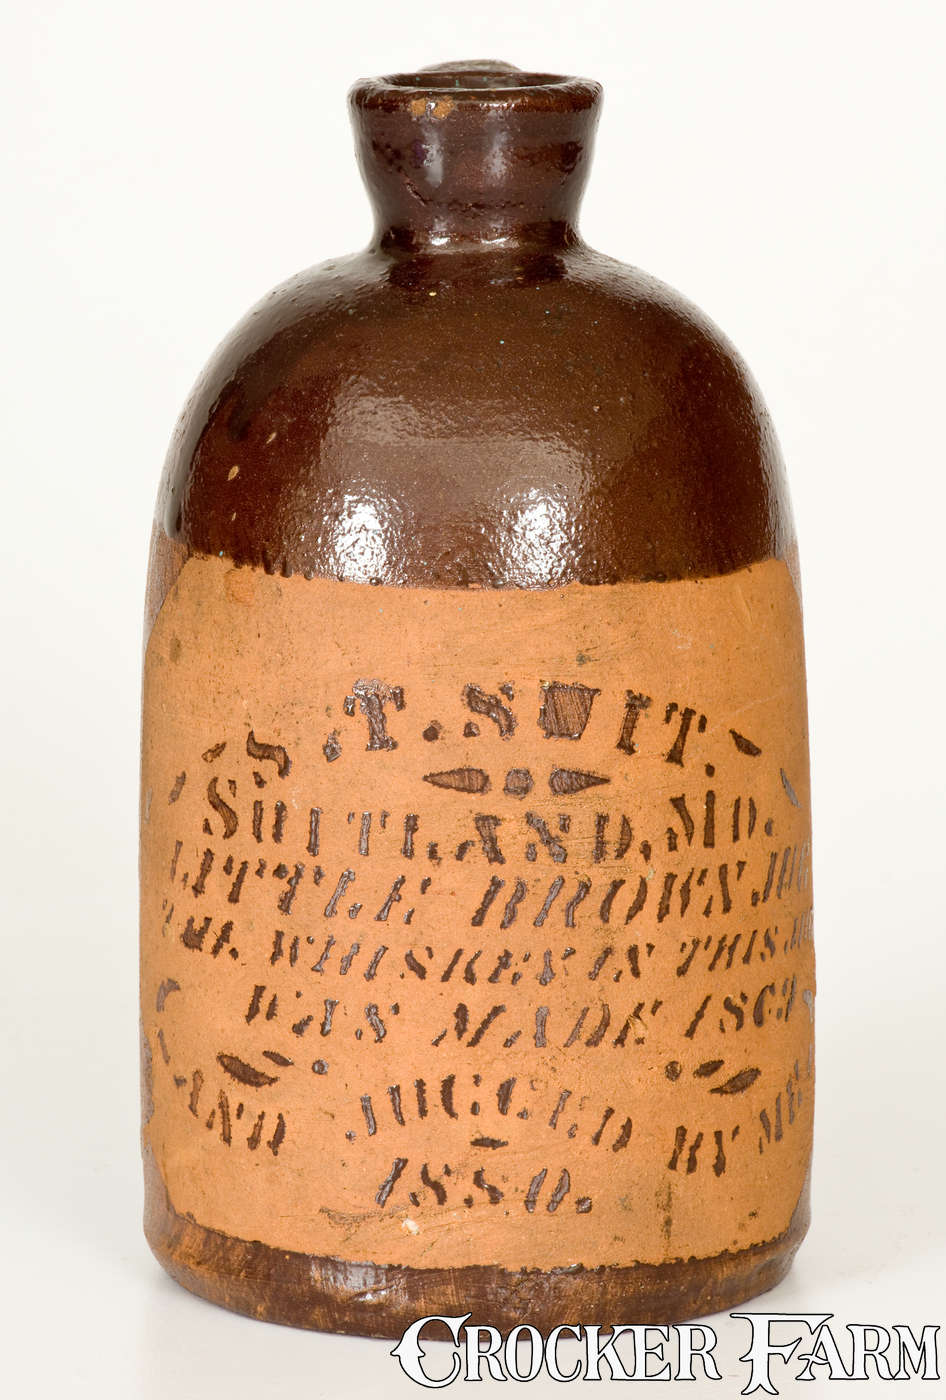 S.T. SUIT.
SUITLAND, MD.
LITTLE BROWN JUG
THE WHISKEY IN THIS JUG
WAS MADE 1869
AND JUGGED BY ME
1880.
CROCKER FARM